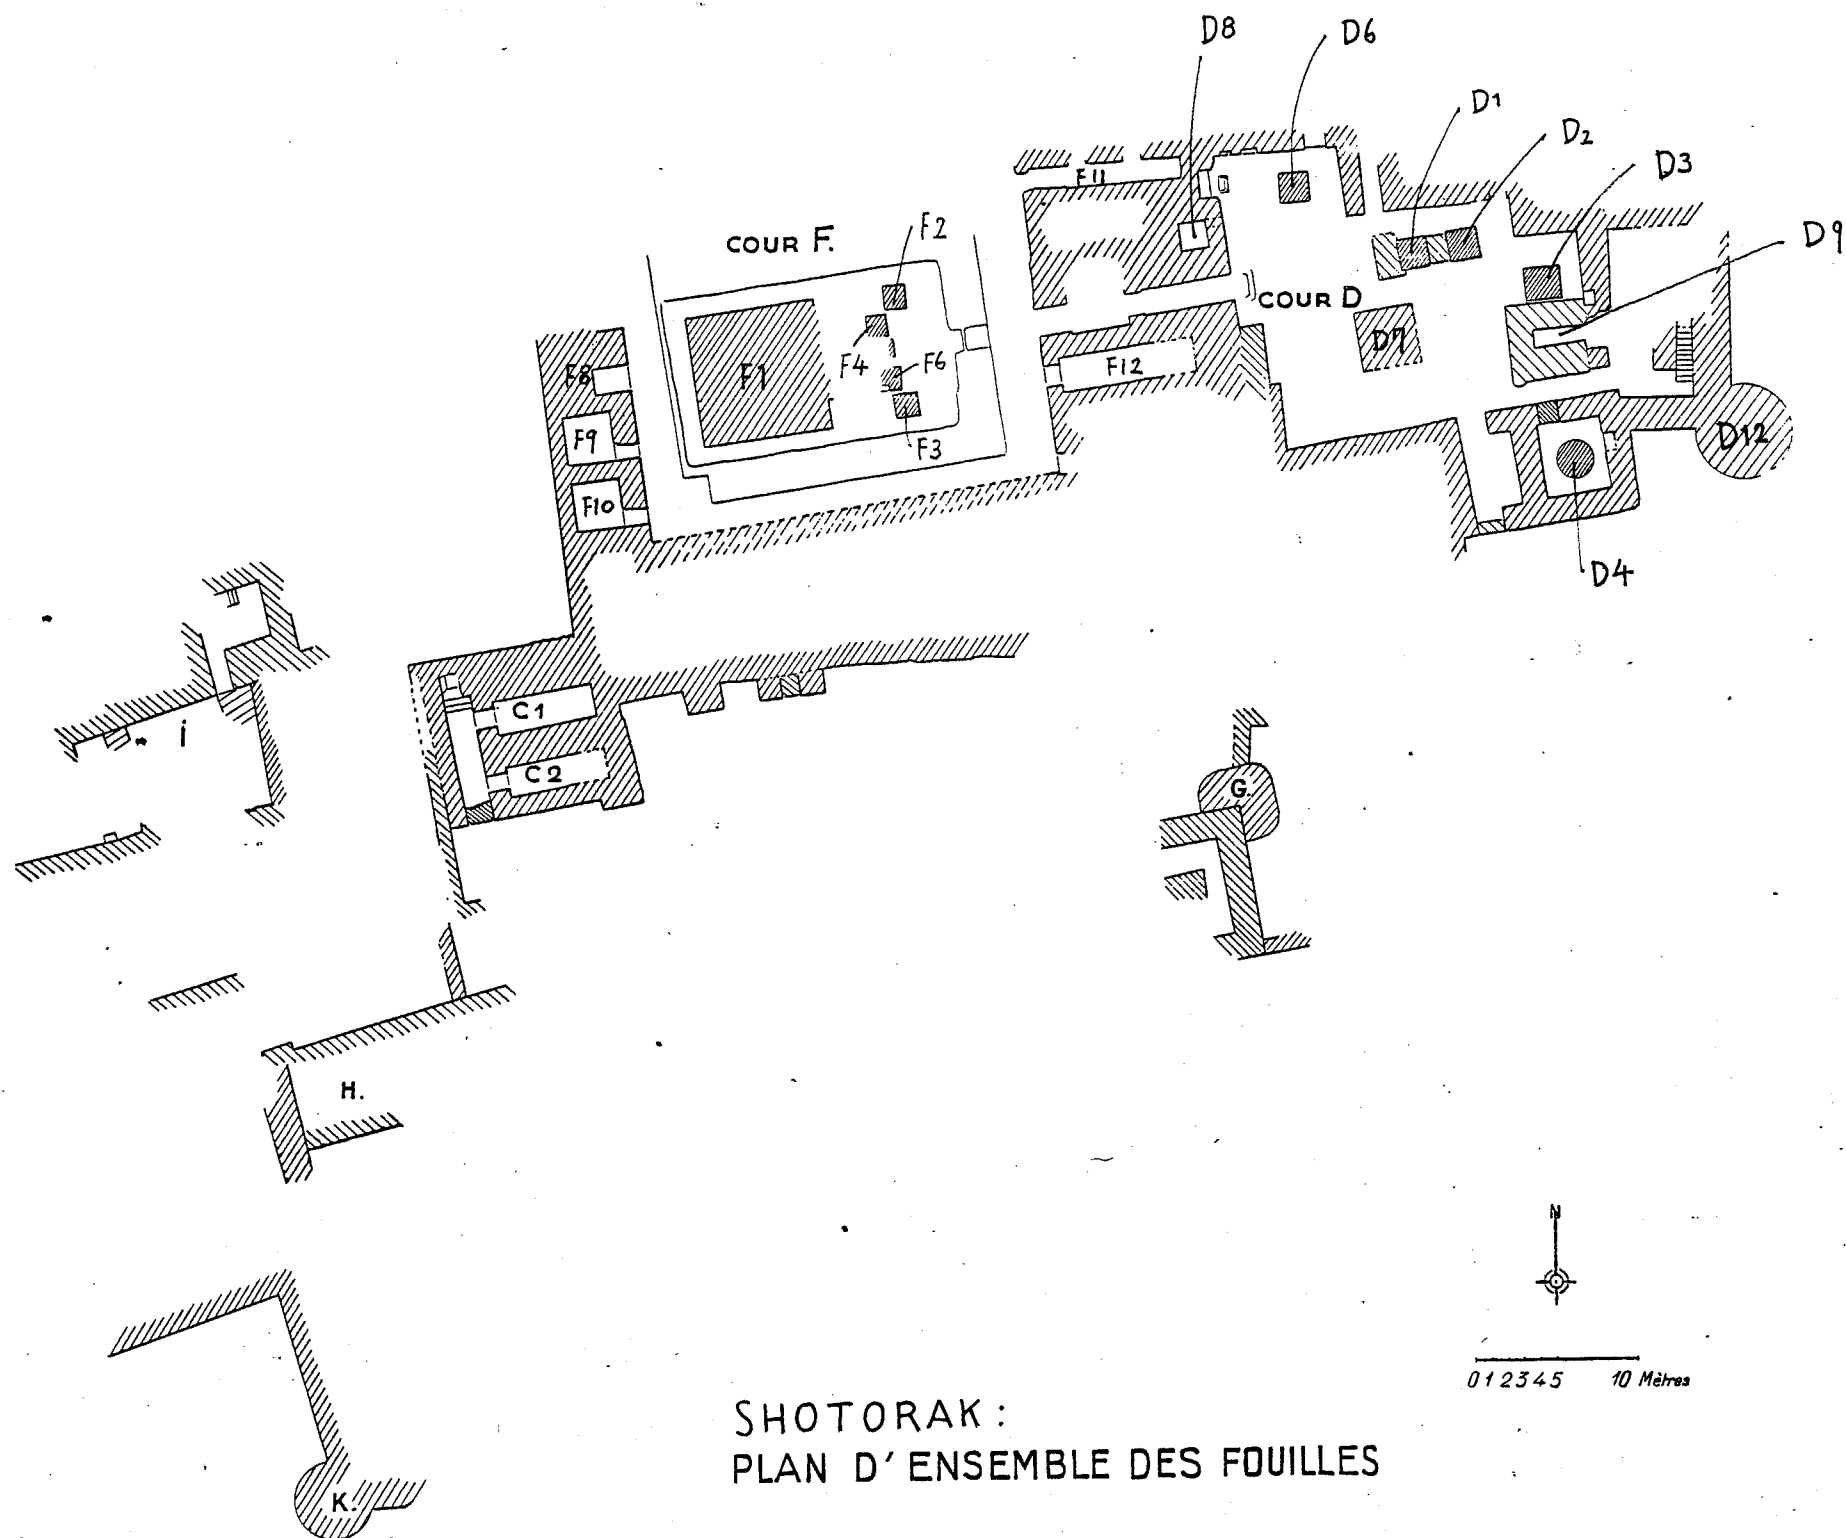 D8
D6
D1
D2
D3
D9
F11
COUR F.
F2
COUR D
F4
F6
F1
F3
F8
F9
F10
F12
D7
D12
D4
i
C1
C2
G.
H.
N
0 1 2 3 4 5 10 Mètres
SHOTORAK :
PLAN D'ENSEMBLE DES FOUILLES
K.